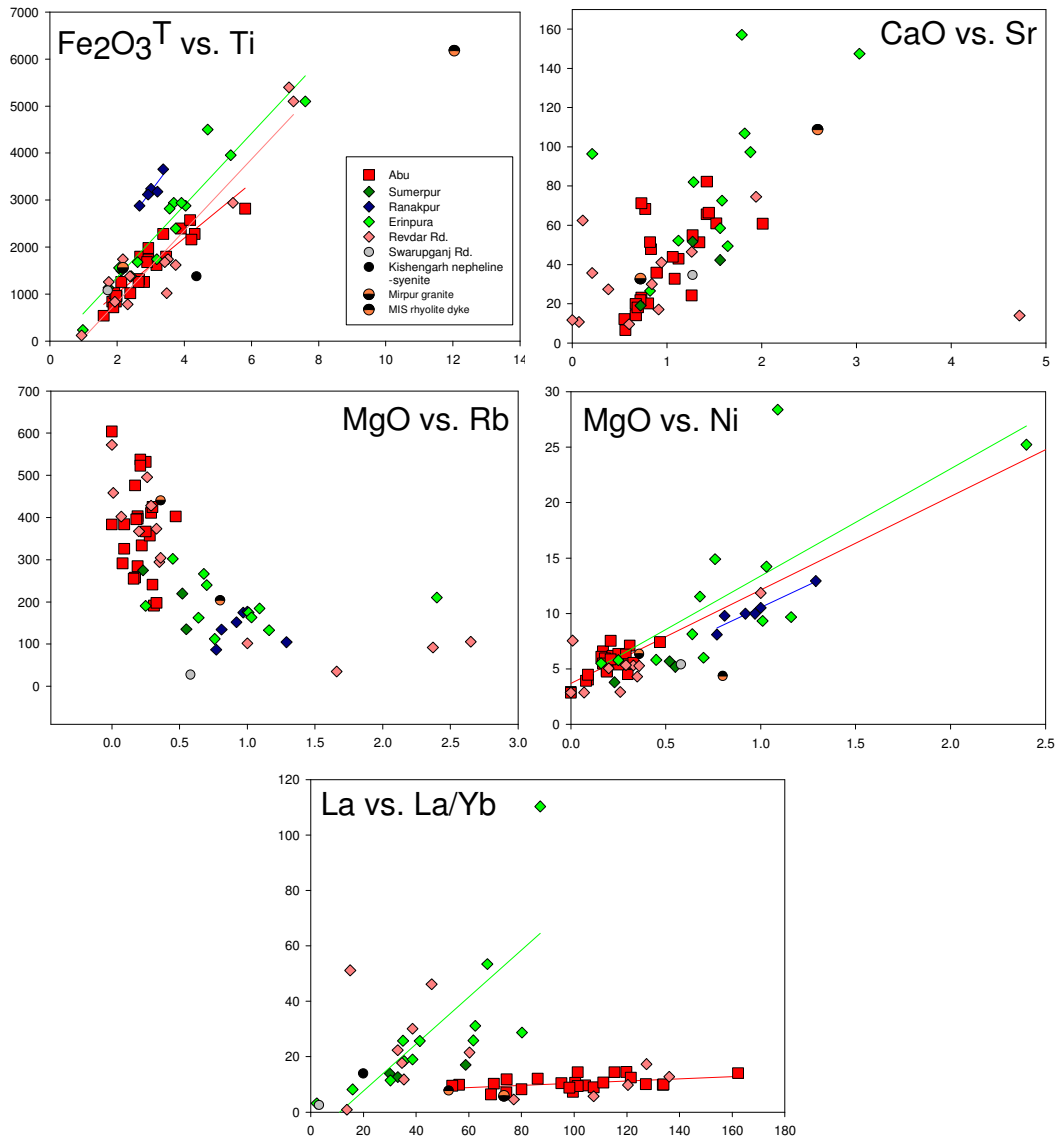 Fe2O3T vs. Ti
6000
5000
4000
3000
2000
1000
0
0 2 4 6 8 10 12 14
Abu
Sumerpur
Ranakpur
Erinpura
Revdar Rd.
Swarupganj Rd.
Kishengarh nepheline
-syenite
Mirpur granite
MIS rhyolite dyke
CaO vs. Sr
160
140
120
100
80
60
40
20
0
0 1 2 3 4 5
MgO vs. Rb
700
600
500
400
300
200
100
0
0.0 0.5 1.0 1.5 2.0 2.5 3.0
MgO vs. Ni
30
25
20
15
10
5
0
0.0 0.5 1.0 1.5 2.0 2.5
La vs. La/Yb
120
100
80
60
40
20
0
0 20 40 60 80 100 120 140 160 180